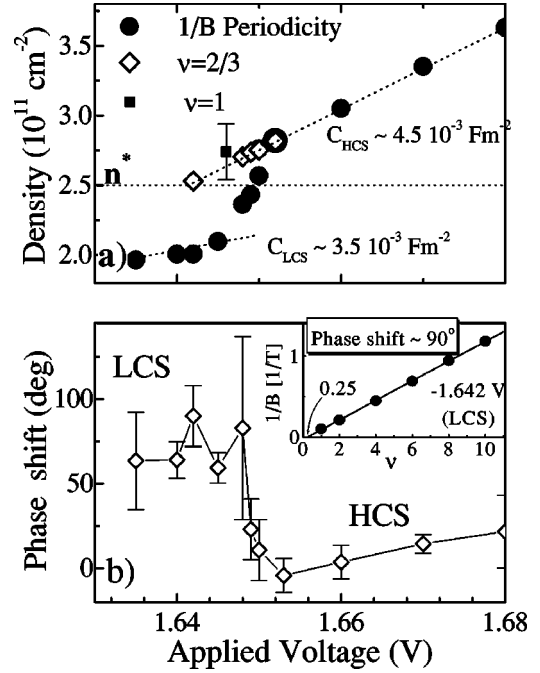 3.5
3.0
2.5
2.0
Density (10¹¹ cm⁻²)
1/B Periodicity
ν=2/3
ν=1
n*
C_HCS ~ 4.5 10⁻³ Fm⁻²
C_LCS ~ 3.5 10⁻³ Fm⁻²
a)
100
50
0
Phase shift (deg)
LCS
HCS
b)
Phase shift ~ 90°
1/B [1/T]
1
0
0.25
-1.642 V
(LCS)
0 2 4 6 8 10
ν
1.64 1.66 1.68
Applied Voltage (V)